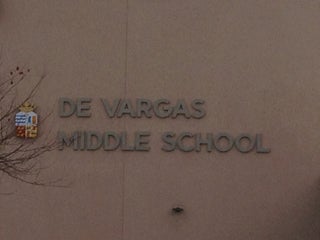 DE VARGAS
MIDDLE SCHOOL